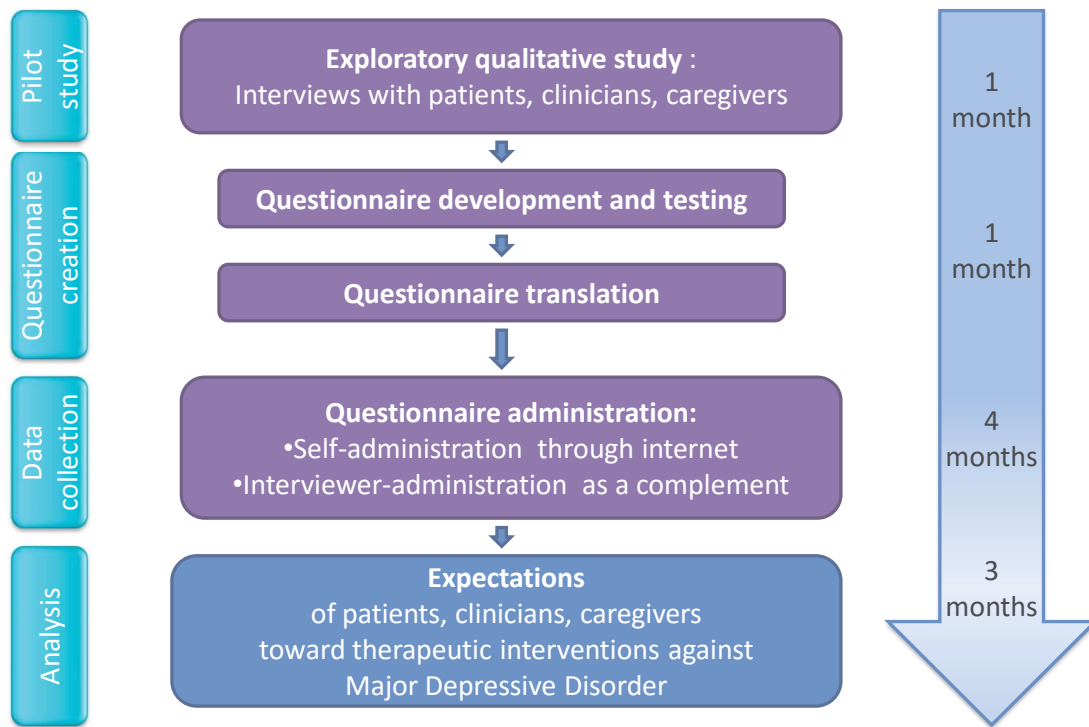 Pilot
study
Exploratory qualitative study :
Interviews with patients, clinicians, caregivers
1
month
Questionnaire
creation
Questionnaire development and testing
Questionnaire translation
1
month
Data
collection
Questionnaire administration:
•Self-administration through internet
•Interviewer-administration as a complement
4
months
Analysis
Expectations
of patients, clinicians, caregivers
toward therapeutic interventions against
Major Depressive Disorder
3
months